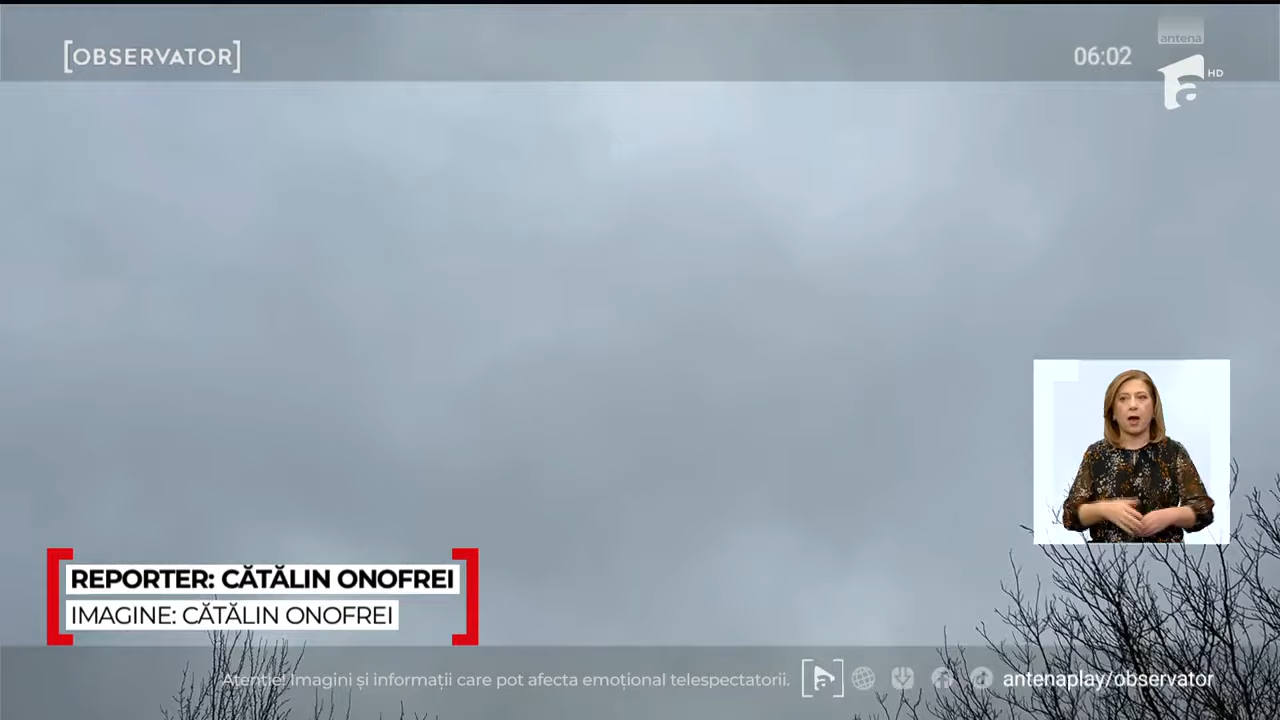 [OBSERVATOR]
06:02
antena
HD
REPORTER: CĂTĂLIN ONOFREI
IMAGINE: CĂTĂLIN ONOFREI
Atenție! Imagini și informații care pot afecta emoțional telespectatorii.
antenaplay/observator